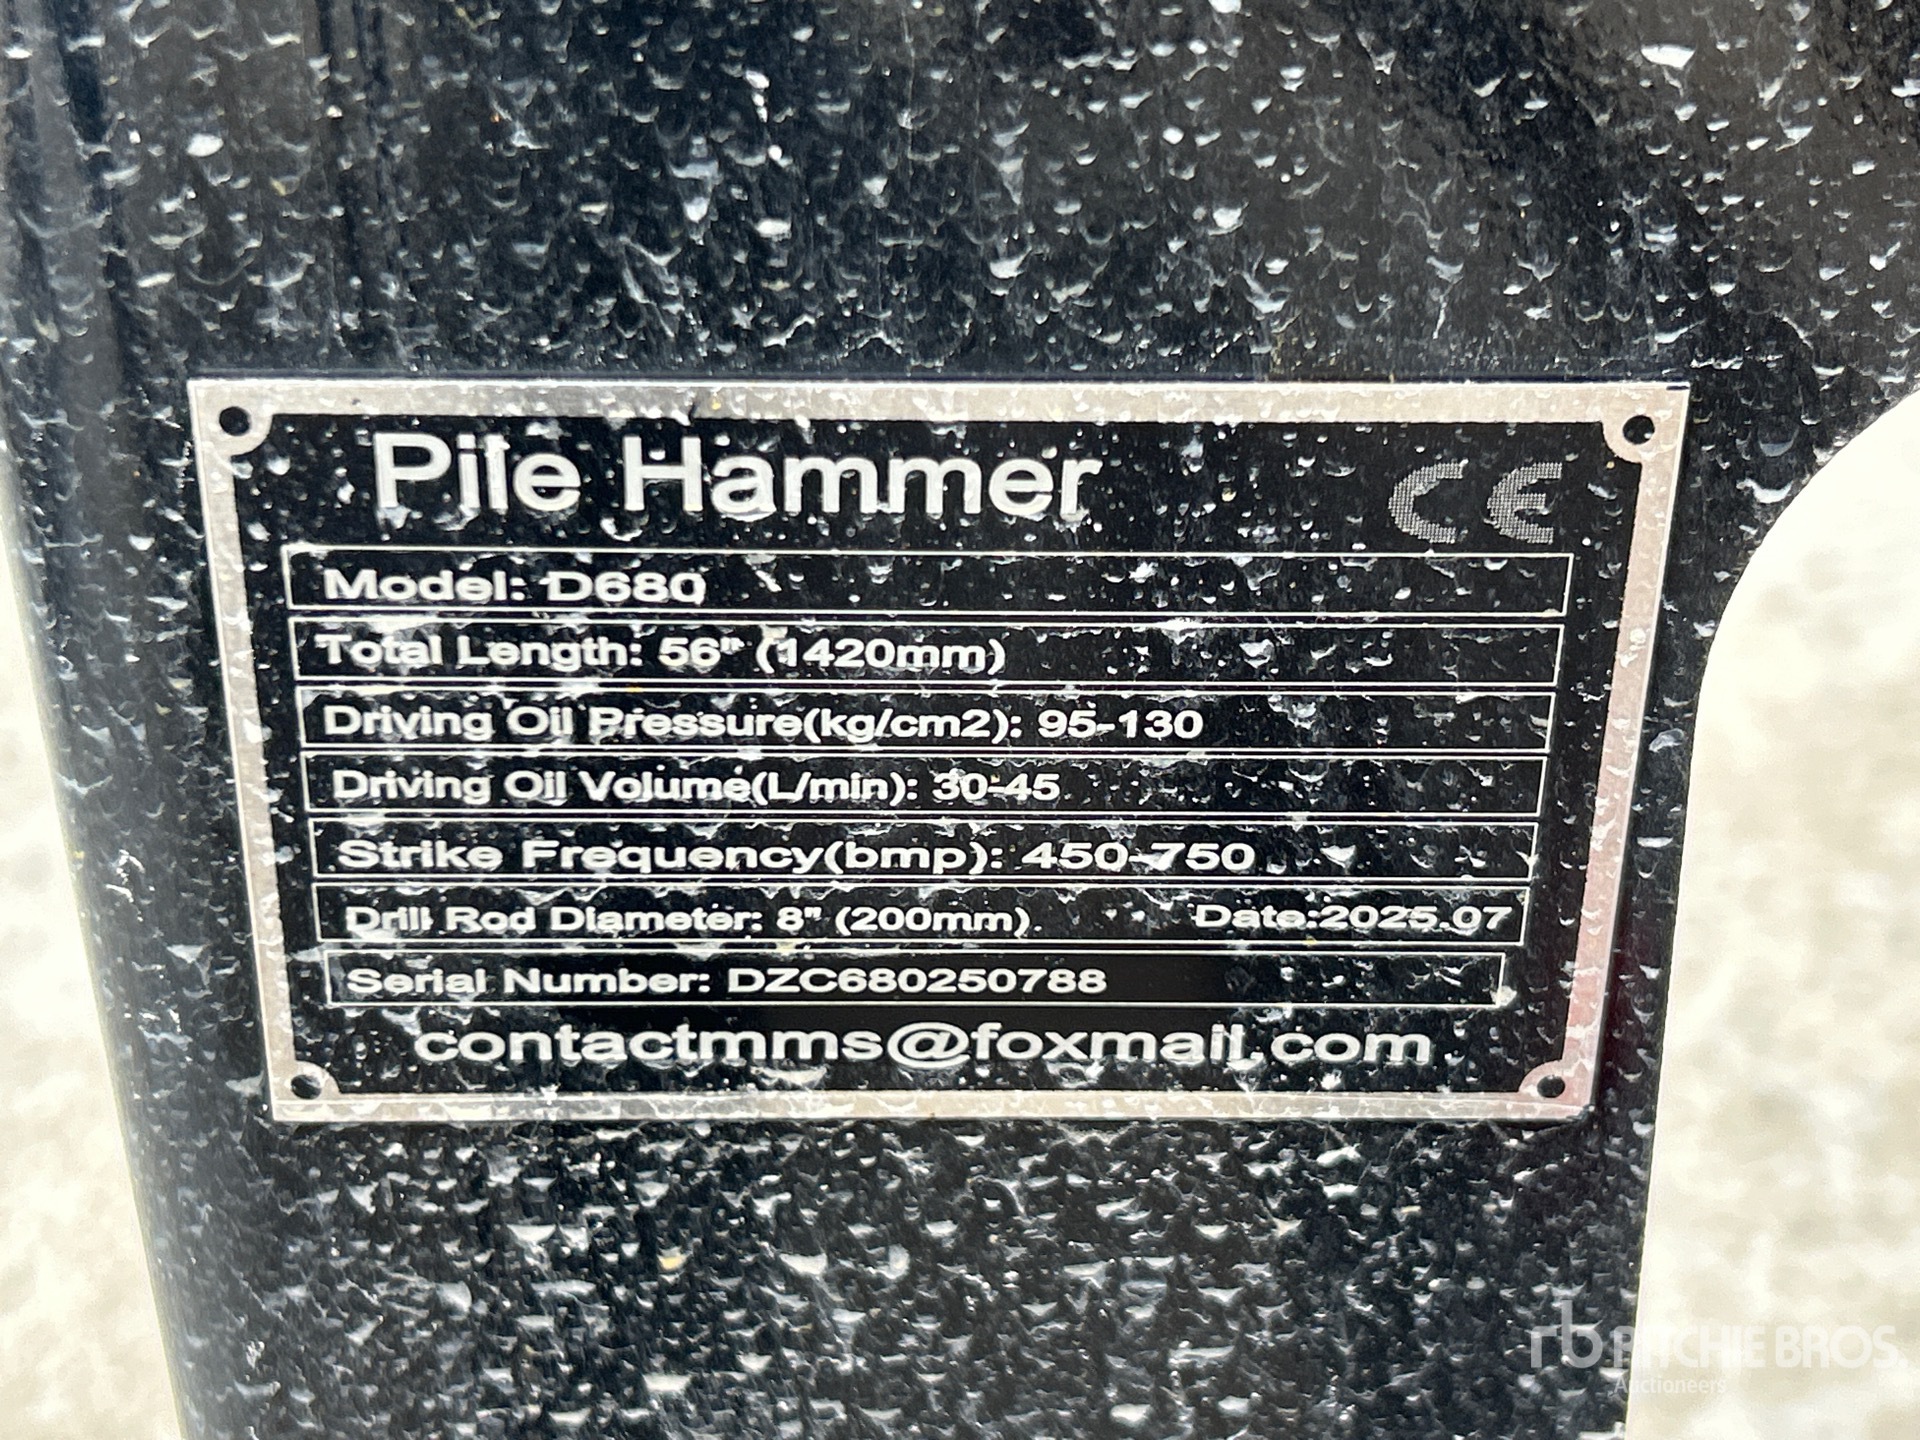 Pile Hammer
CE
Model: D680
Total Length: 56" (1420mm)
Driving Oil Pressure(kg/cm2): 95-130
Driving Oil Volume(L/min): 30-45
Strike Frequency(bmp): 450-750
Drill Rod Diameter: 8" (200mm) Date:2025.07
Serial Number: DZC680250788
contactmms@foxmail.com
rb RITCHIE BROS.
Auctioneers